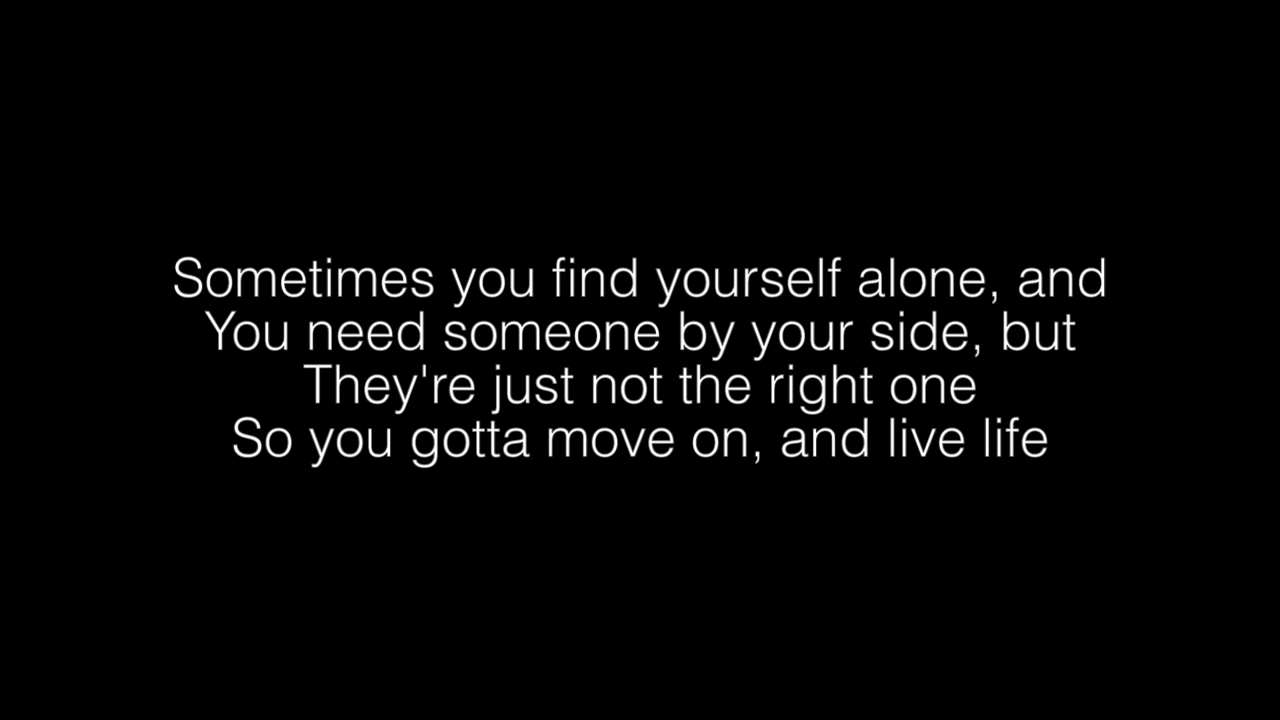 Sometimes you find yourself alone, and
You need someone by your side, but
They're just not the right one
So you gotta move on, and live life